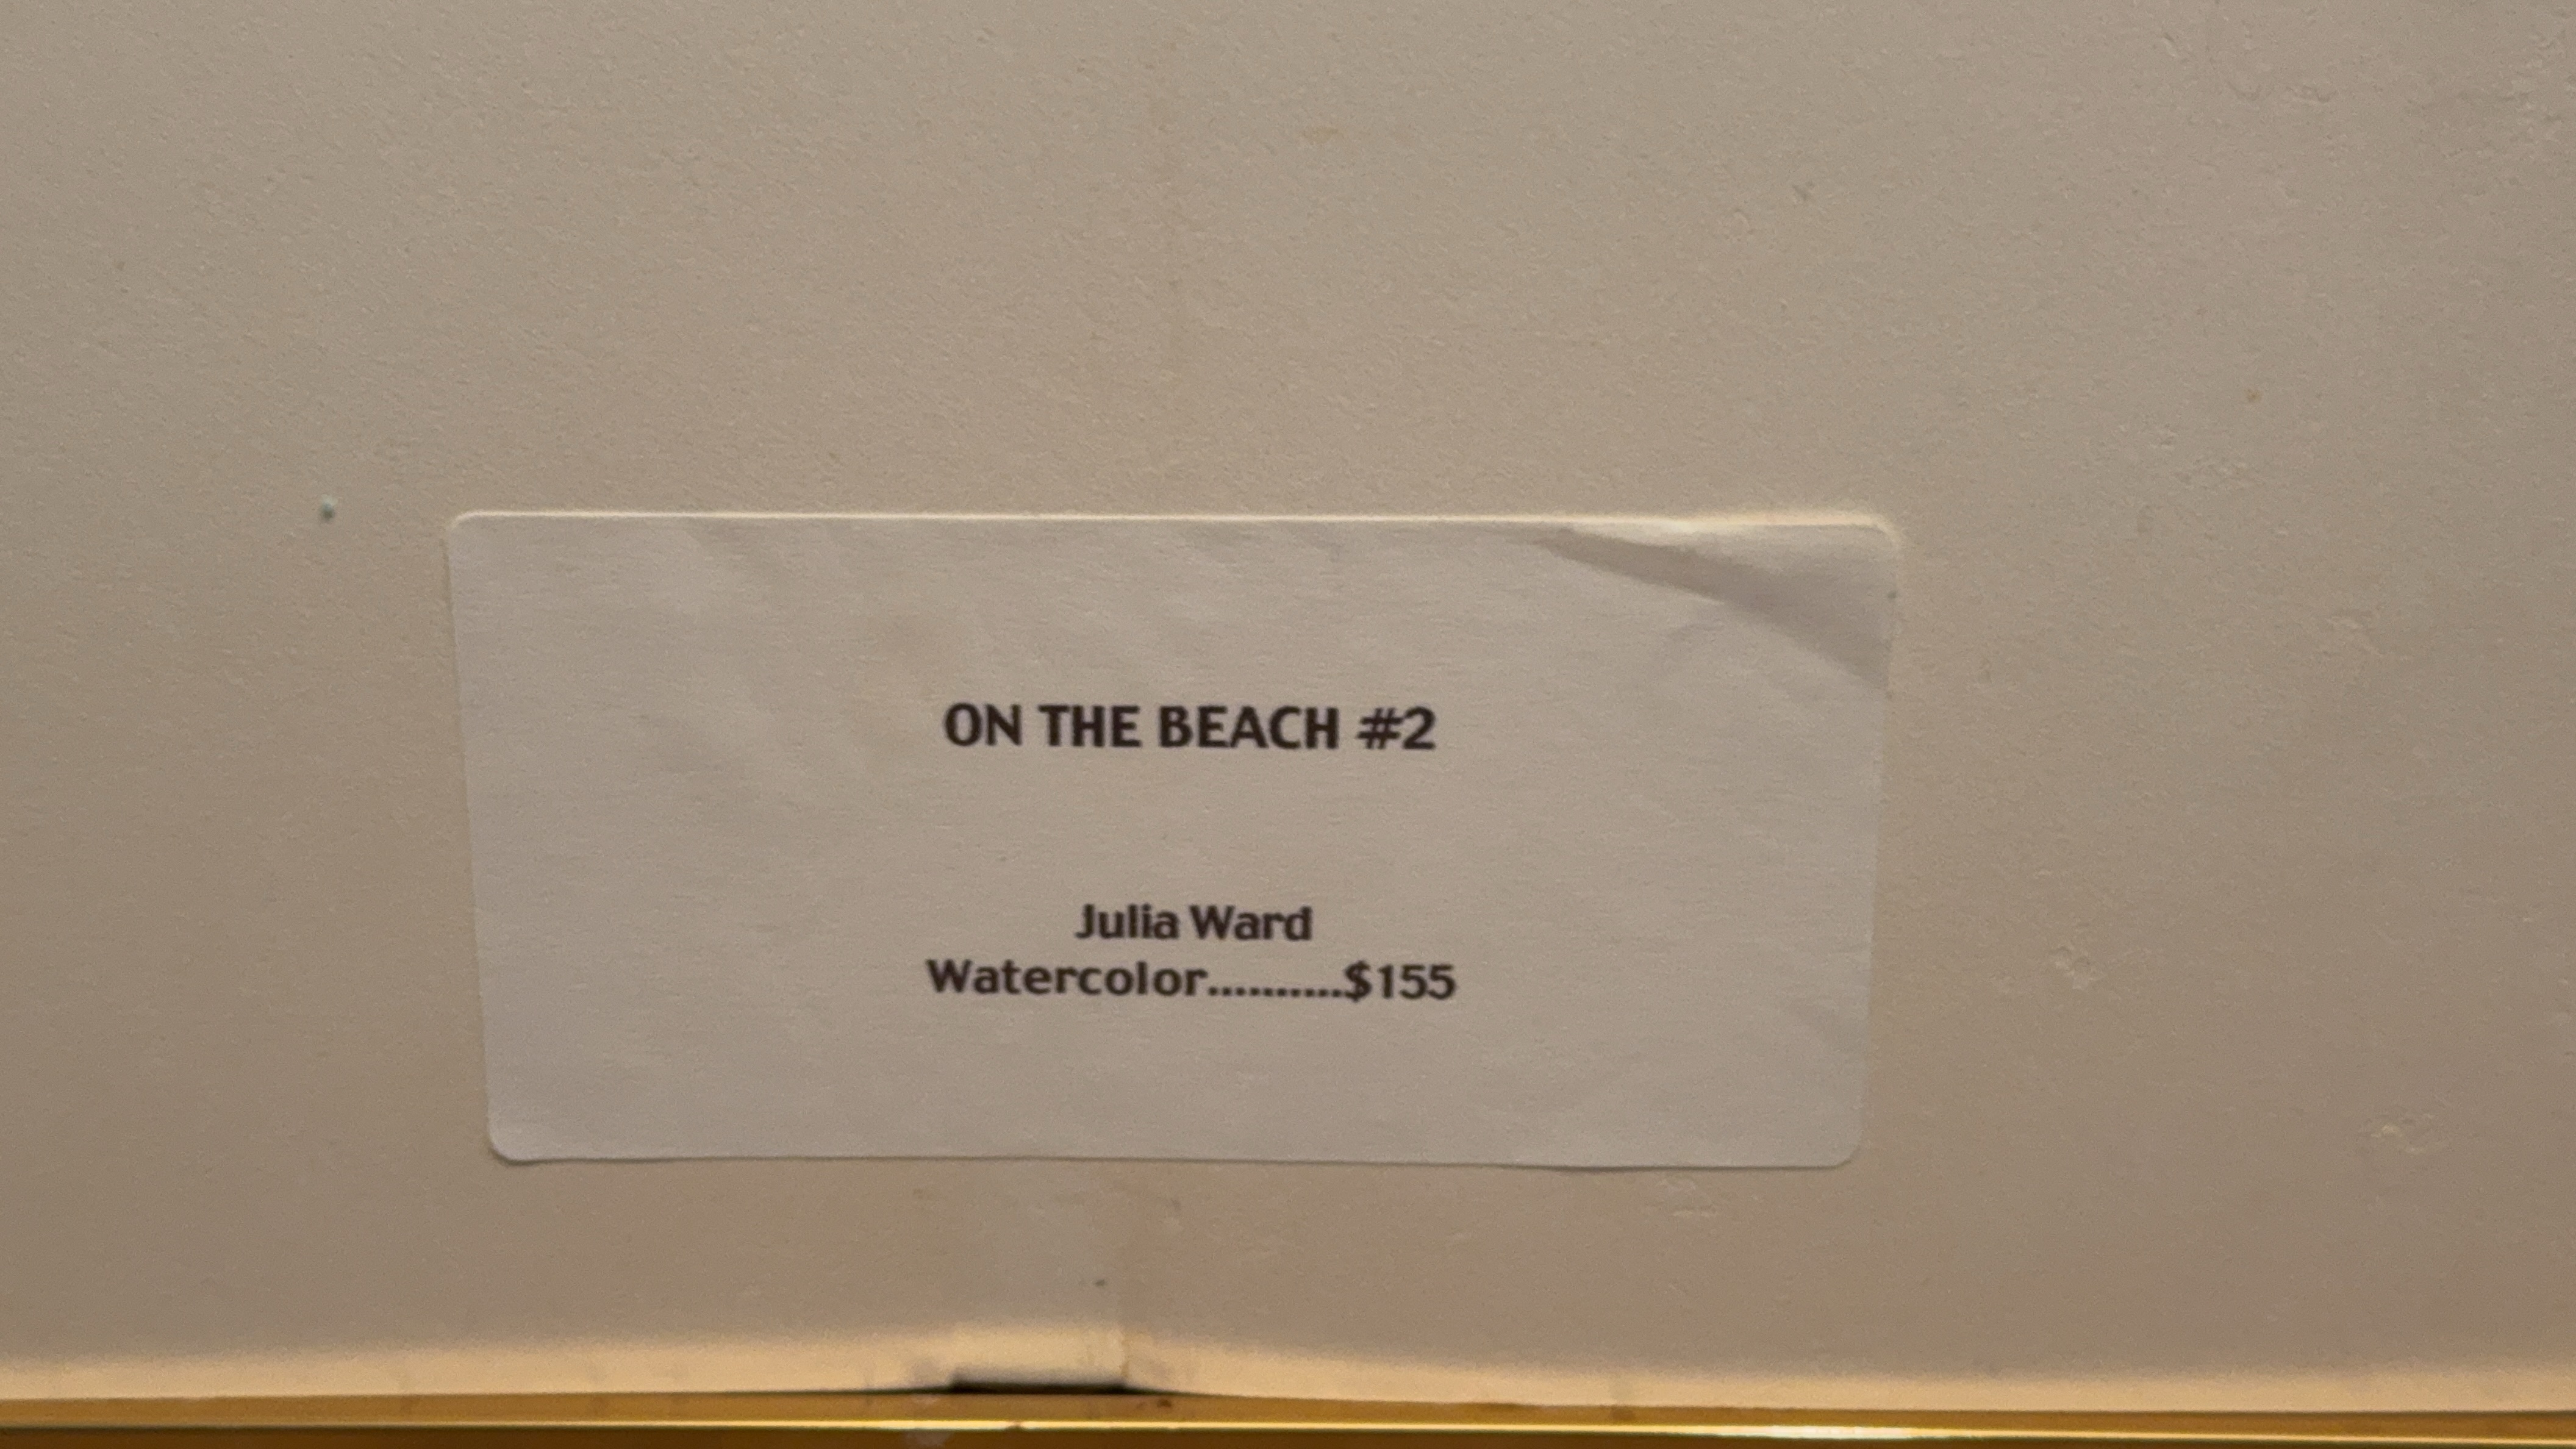 ON THE BEACH #2
Julia Ward
Watercolor..........$155